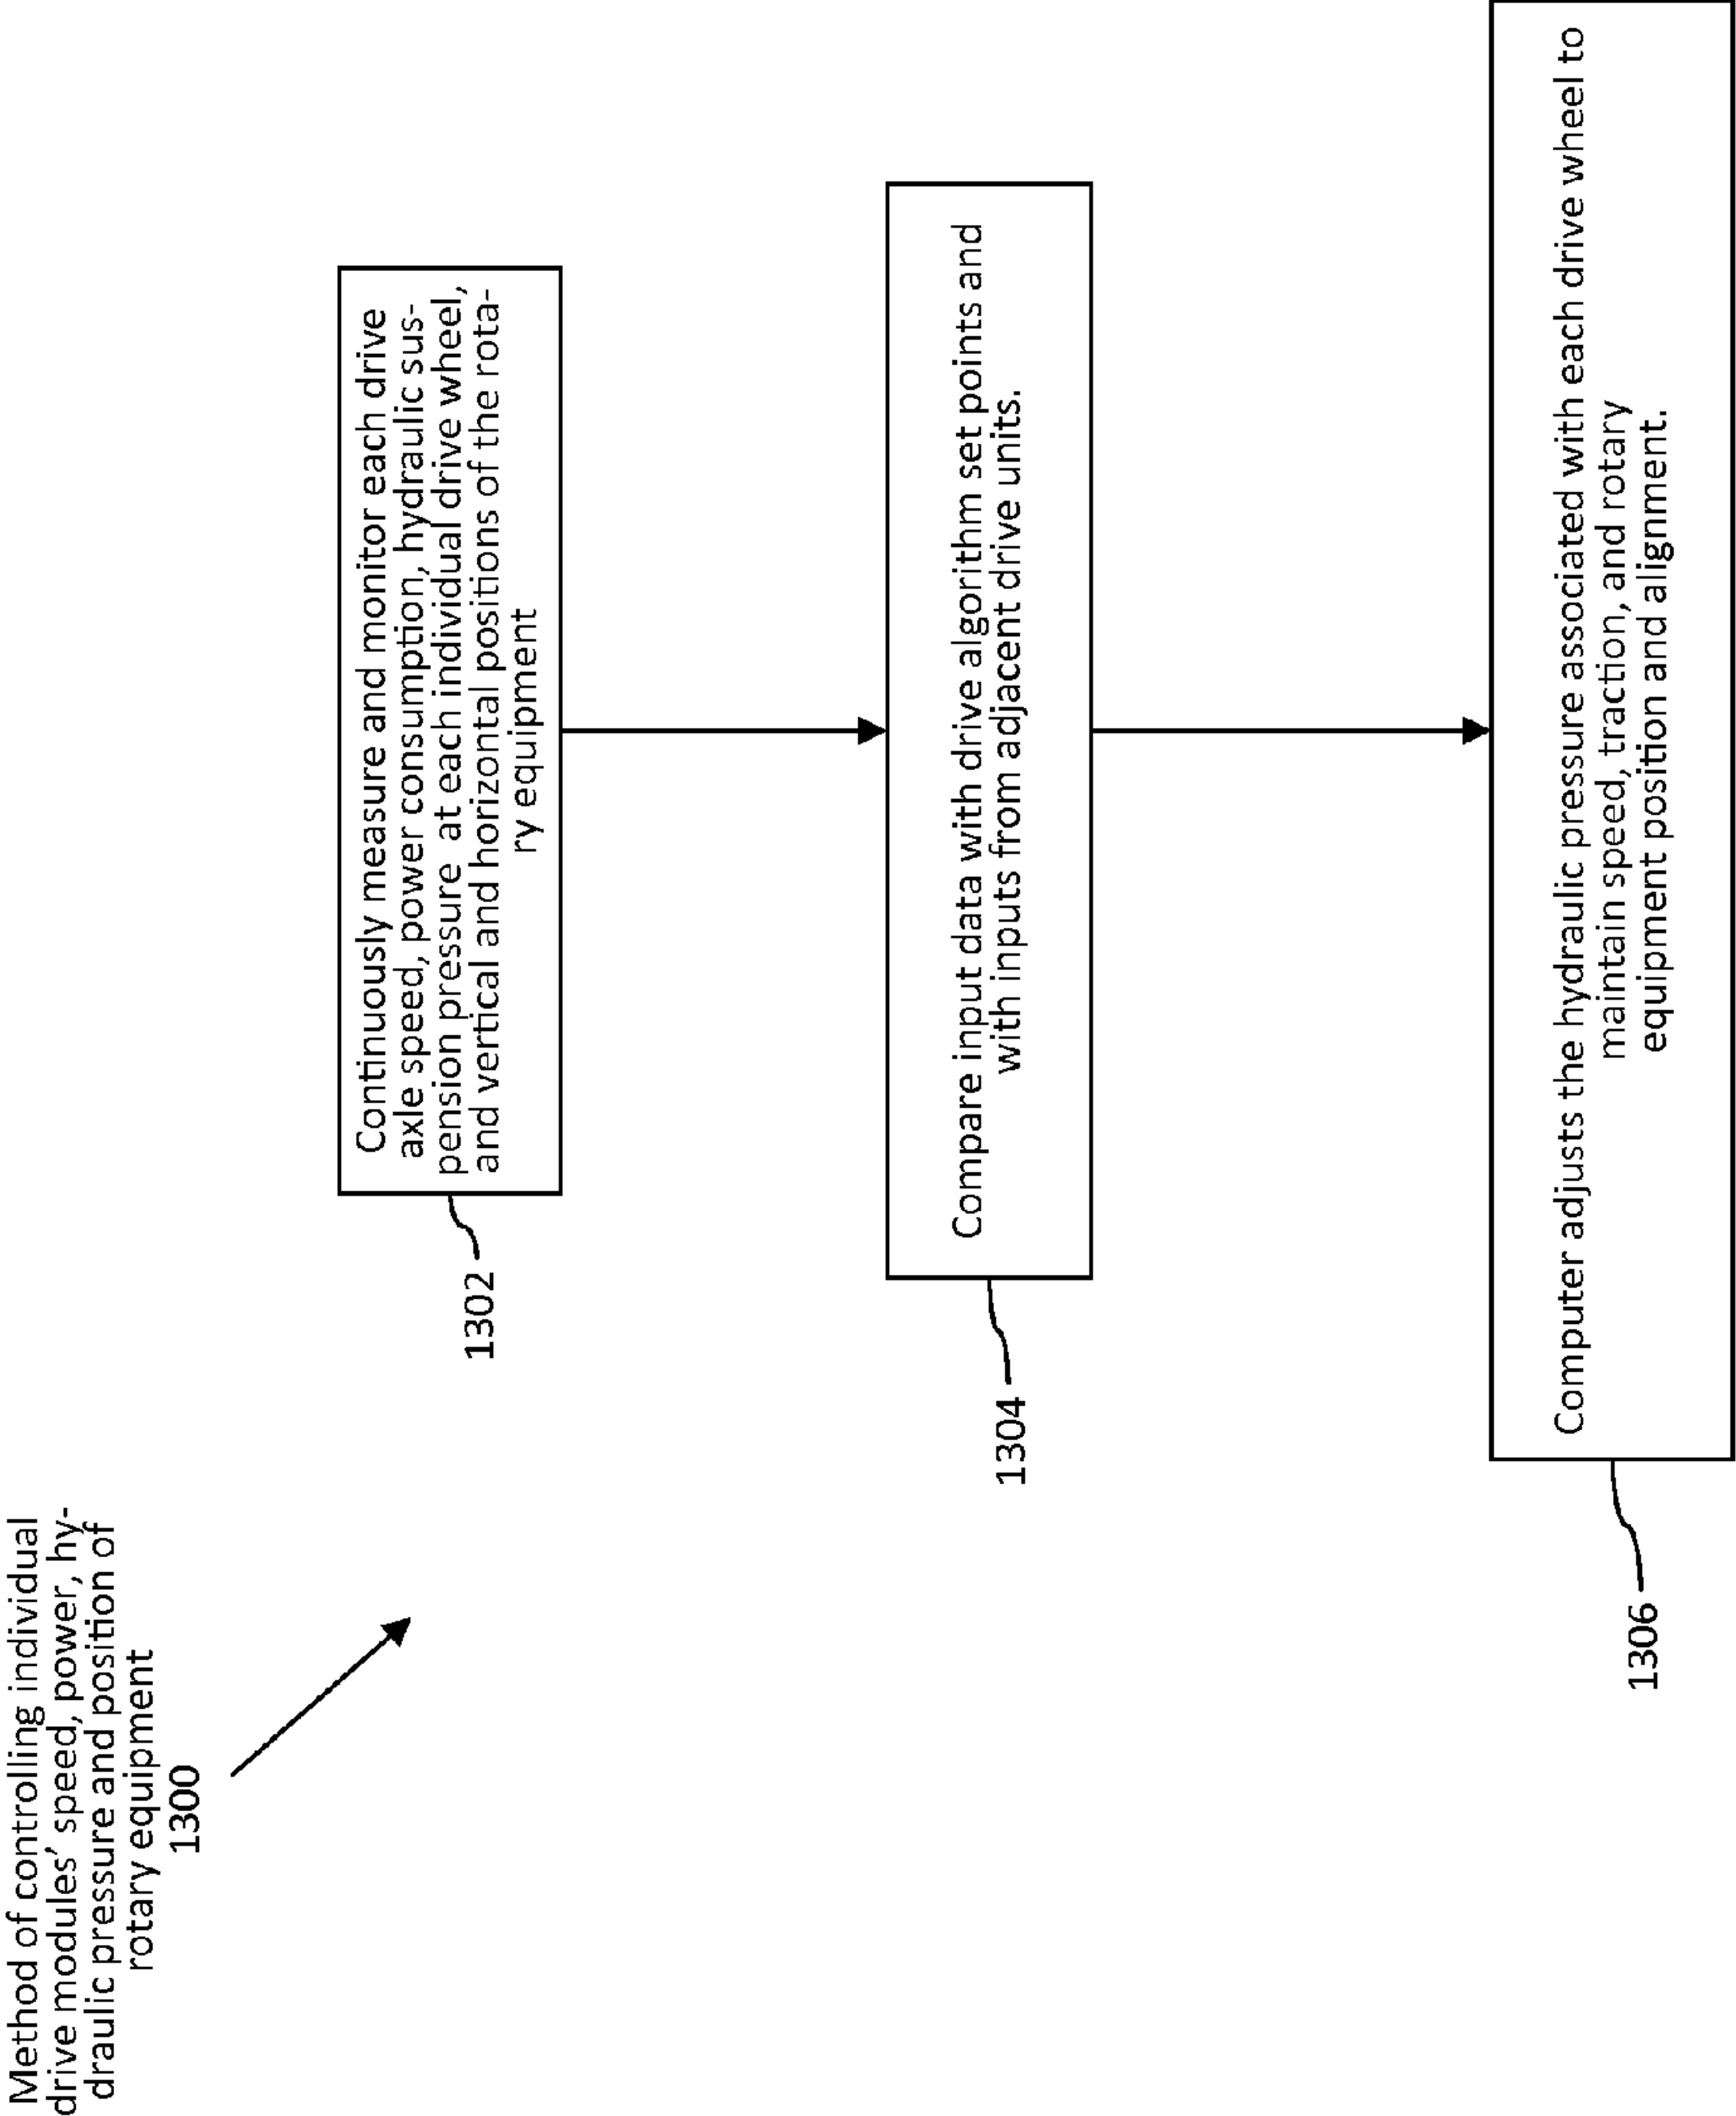 Method of controlling individual
drive modules’ speed, power, hy-
draulic pressure and position of
rotary equipment
1300
Continuously measure and monitor each drive
axle speed, power consumption, hydraulic sus-
pension pressure at each individual drive wheel,
and vertical and horizontal positions of the rota-
ry equipment
1302
Compare input data with drive algorithm set points and
with inputs from adjacent drive units.
1304
Computer adjusts the hydraulic pressure associated with each drive wheel to
maintain speed, traction, and rotary
equipment position and alignment.
1306